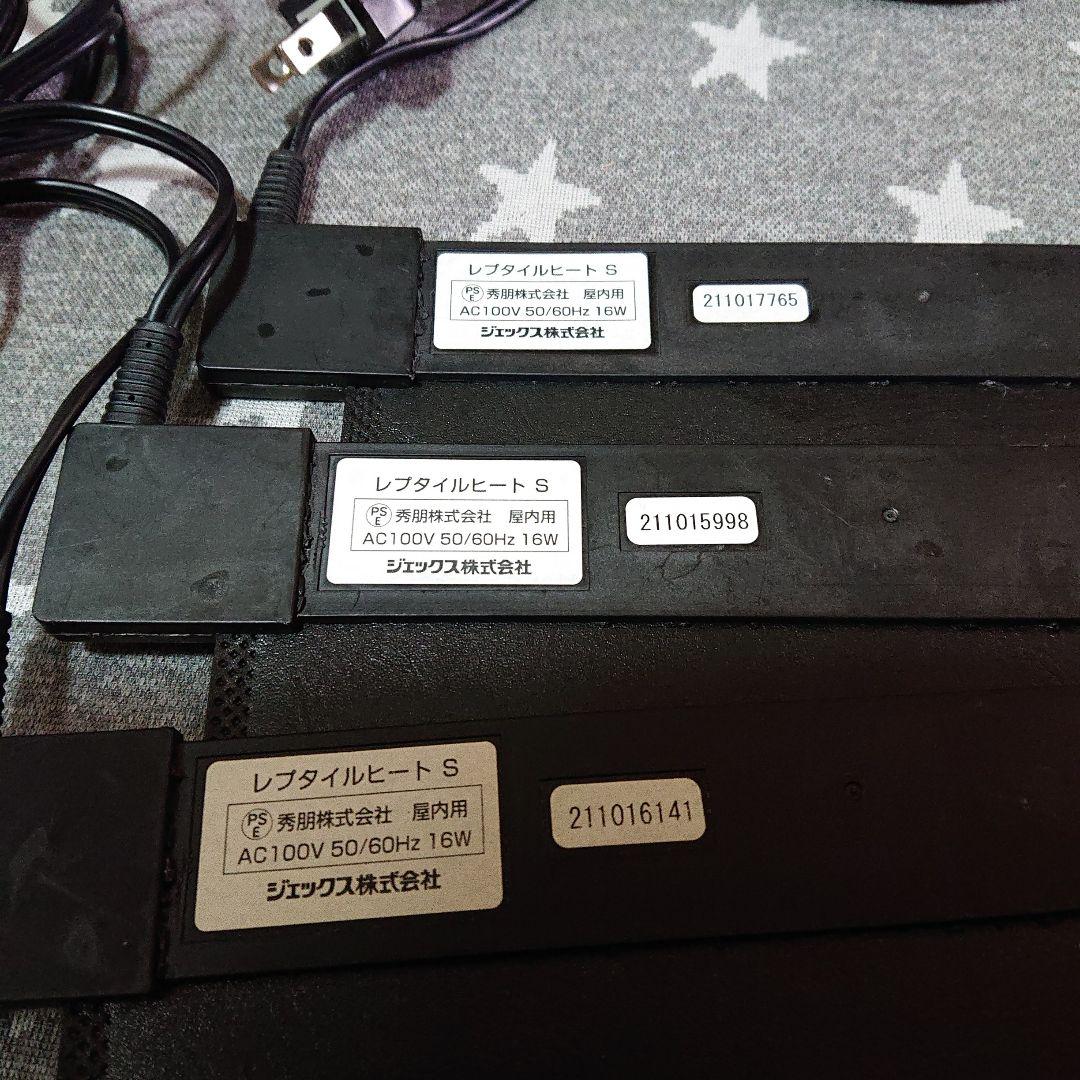 レプタイルヒート S
PS E 秀朋株式会社 屋内用
AC100V 50/60Hz 16W
ジェックス株式会社
211017765
レプタイルヒート S
PS E 秀朋株式会社 屋内用
AC100V 50/60Hz 16W
ジェックス株式会社
211015998
レプタイルヒート S
PS E 秀朋株式会社 屋内用
AC100V 50/60Hz 16W
ジェックス株式会社
211016141